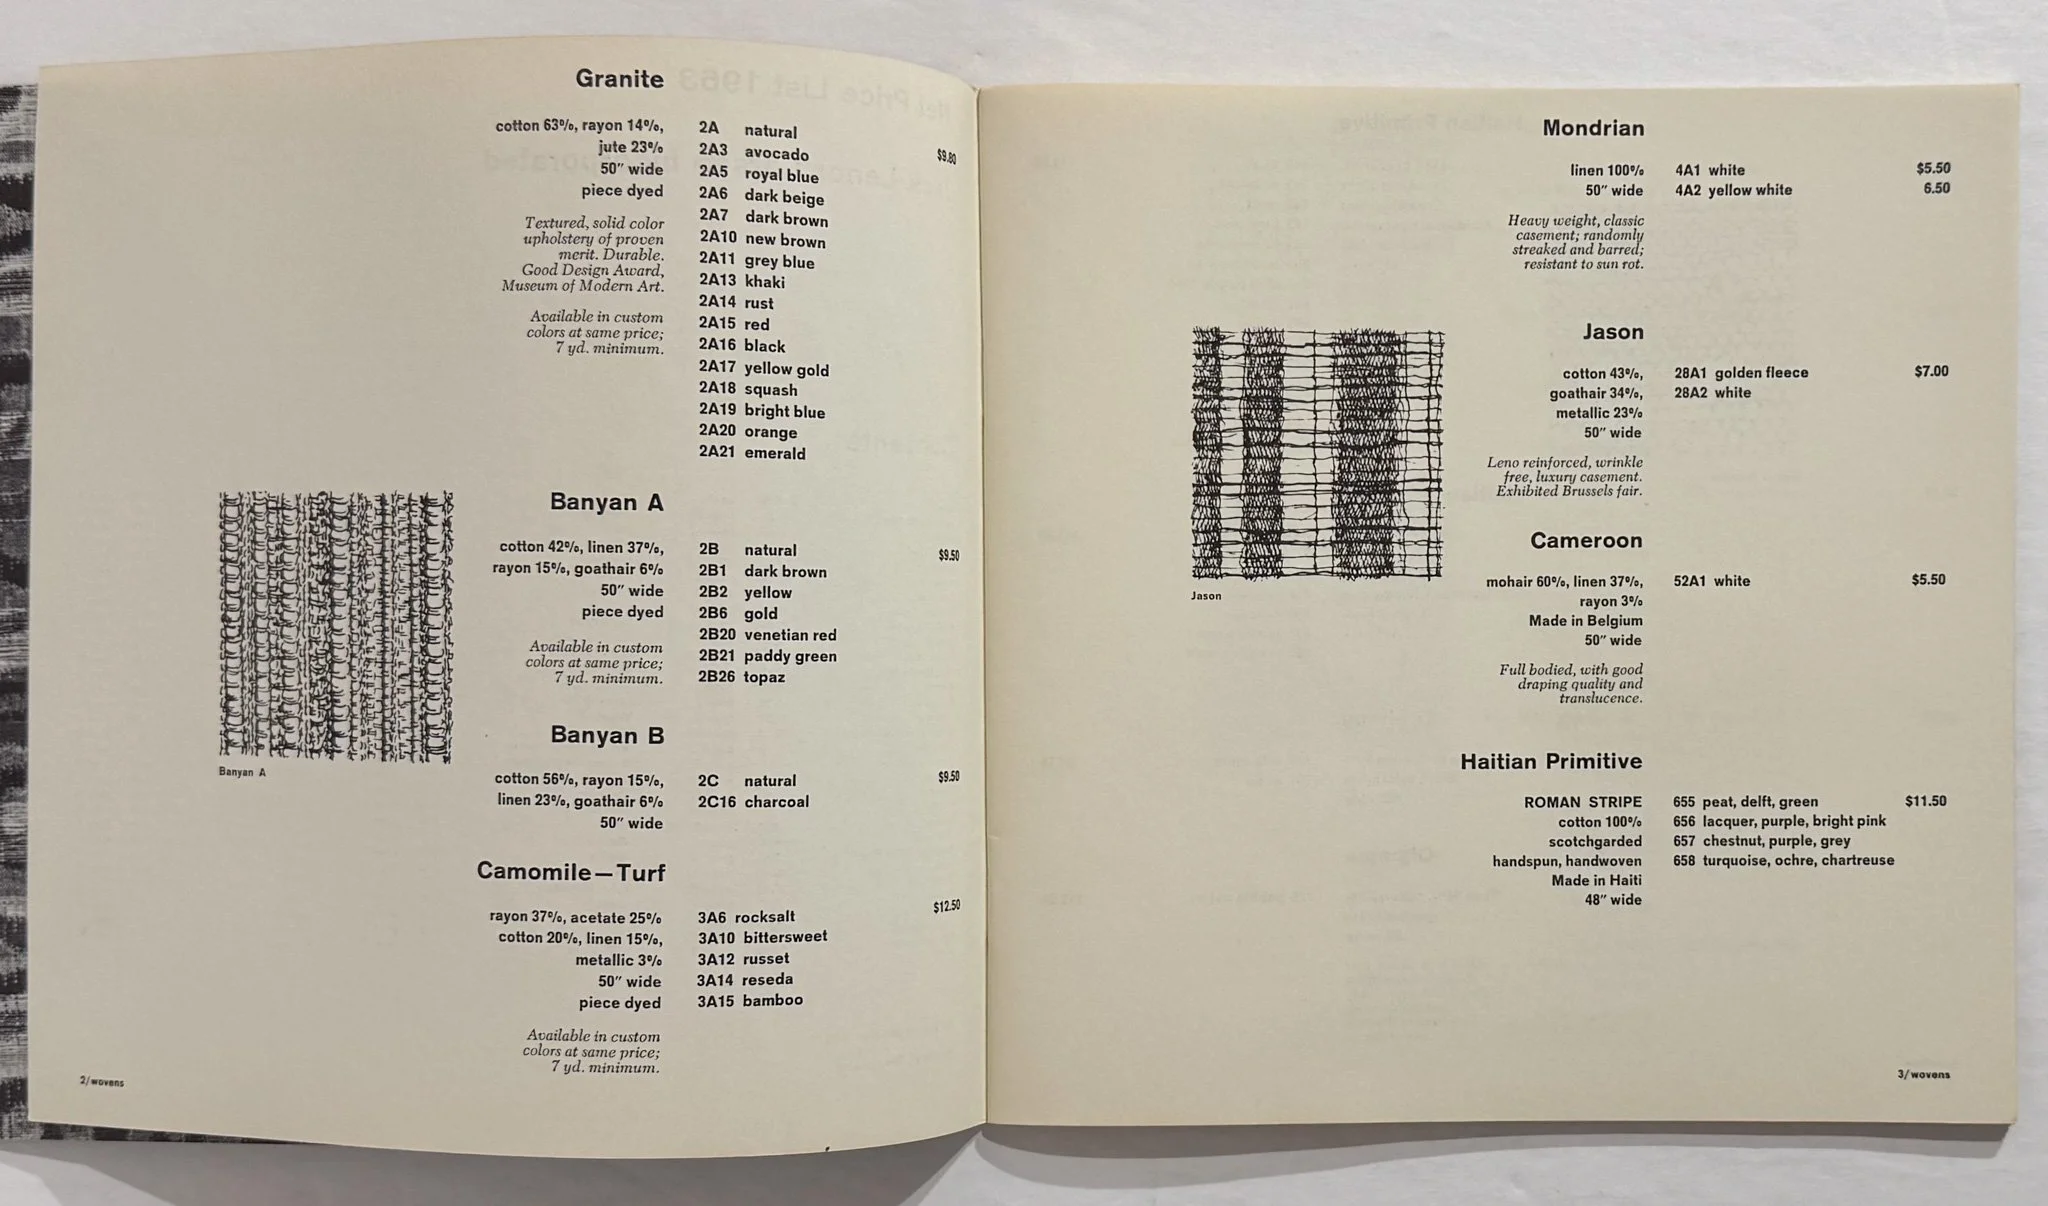 Granite
cotton 63%, rayon 14%,
jute 23%
50" wide
piece dyed
Textured, solid color
upholstery of proven
merit. Durable.
Good Design Award,
Museum of Modern Art.
Available in custom
colors at same price;
7 yd. minimum.
2A natural
2A3 avocado $9.80
2A5 royal blue
2A6 dark beige
2A7 dark brown
2A10 new brown
2A11 grey blue
2A13 khaki
2A14 rust
2A15 red
2A16 black
2A17 yellow gold
2A18 squash
2A19 bright blue
2A20 orange
2A21 emerald
Banyan A
Banyan A
cotton 42%, linen 37%,
rayon 15%, goathair 6%
50" wide
piece dyed
Available in custom
colors at same price;
7 yd. minimum.
2B natural $9.50
2B1 dark brown
2B2 yellow
2B6 gold
2B20 venetian red
2B21 paddy green
2B26 topaz
Banyan B
cotton 56%, rayon 15%,
linen 23%, goathair 6%
50" wide
2C natural $9.50
2C16 charcoal
Camomile—Turf
rayon 37%, acetate 25%
cotton 20%, linen 15%,
metallic 3%
50" wide
piece dyed
Available in custom
colors at same price;
7 yd. minimum.
3A6 rocksalt $12.50
3A10 bittersweet
3A12 russet
3A14 reseda
3A15 bamboo
2/wovens
Mondrian
linen 100%
50" wide
Heavy weight, classic
casement; randomly
streaked and barred;
resistant to sun rot.
4A1 white $5.50
4A2 yellow white 6.50
Jason
Jason
cotton 43%,
goathair 34%,
metallic 23%
50" wide
Leno reinforced, wrinkle
free, luxury casement.
Exhibited Brussels fair.
28A1 golden fleece $7.00
28A2 white
Cameroon
mohair 60%, linen 37%,
rayon 3%
Made in Belgium
50" wide
Full bodied, with good
draping quality and
translucence.
52A1 white $5.50
Haitian Primitive
ROMAN STRIPE
cotton 100%
scotchgarded
handspun, handwoven
Made in Haiti
48" wide
655 peat, delft, green $11.50
656 lacquer, purple, bright pink
657 chestnut, purple, grey
658 turquoise, ochre, chartreuse
3/wovens